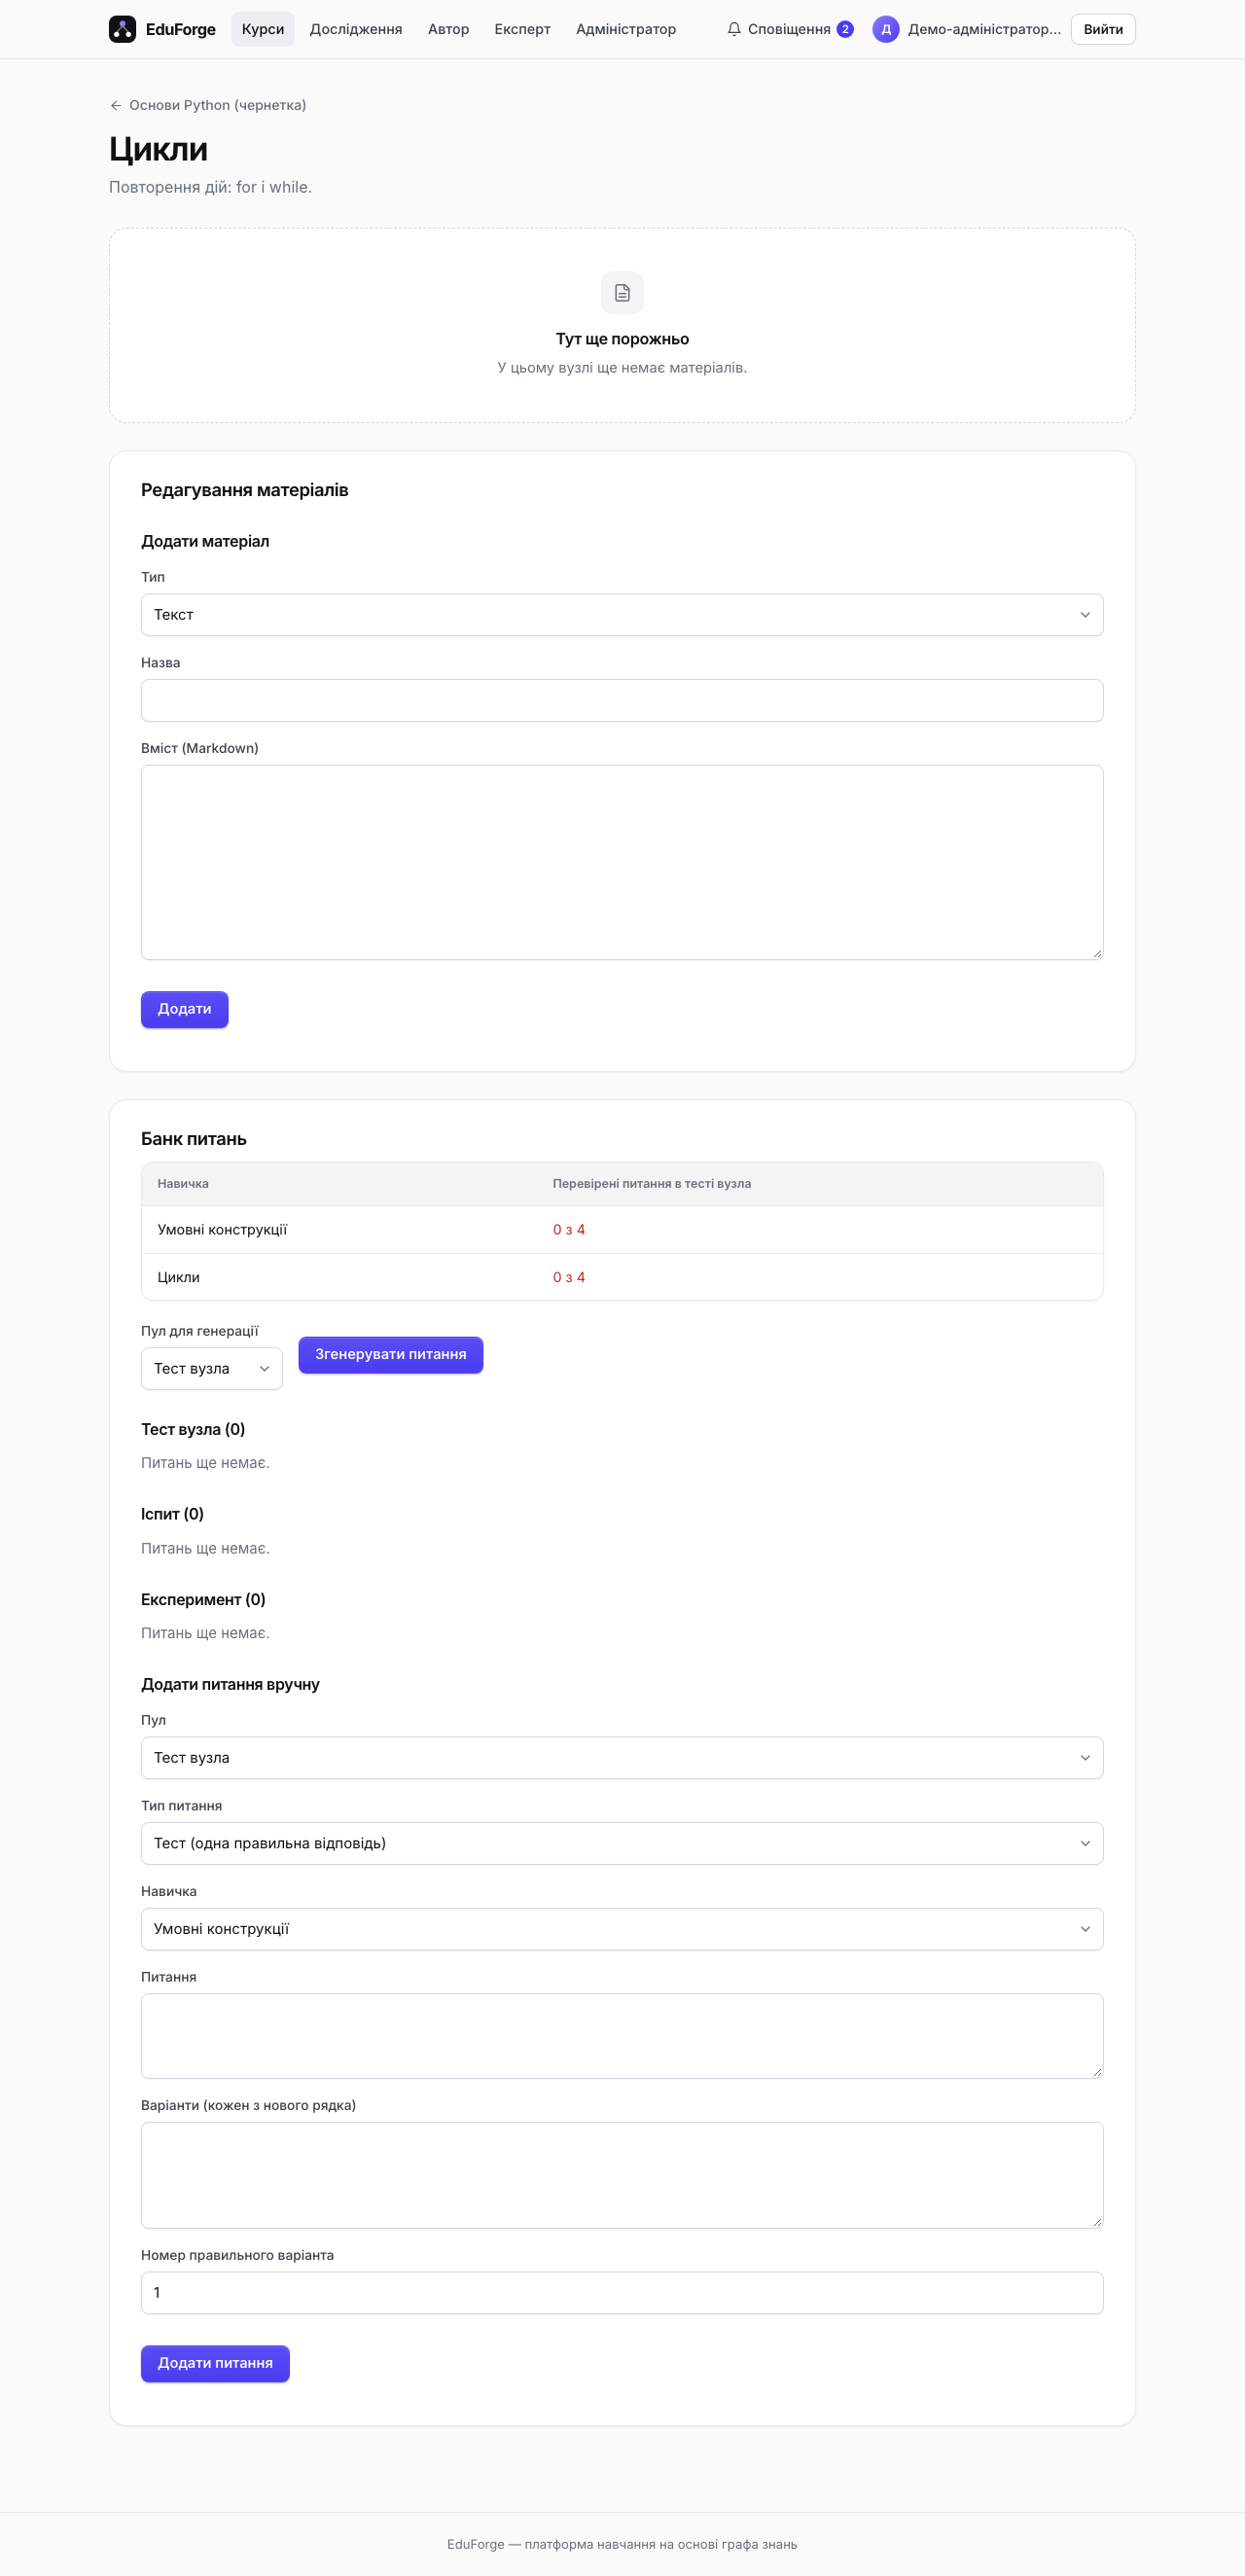 EduForge
Курси
Дослідження
Автор
Експерт
Адміністратор
Сповіщення 2
Д
Демо-адміністратор...
Вийти
← Основи Python (чернетка)
Цикли
Повторення дій: for і while.
Тут ще порожньо
У цьому вузлі ще немає матеріалів.
Редагування матеріалів
Додати матеріал
Тип
Текст
Назва
Вміст (Markdown)
Додати
Банк питань
Навичка
Перевірені питання в тесті вузла
Умовні конструкції
0 з 4
Цикли
0 з 4
Пул для генерації
Тест вузла
Згенерувати питання
Тест вузла (0)
Питань ще немає.
Іспит (0)
Питань ще немає.
Експеримент (0)
Питань ще немає.
Додати питання вручну
Пул
Тест вузла
Тип питання
Тест (одна правильна відповідь)
Навичка
Умовні конструкції
Питання
Варіанти (кожен з нового рядка)
Номер правильного варіанта
1
Додати питання
EduForge — платформа навчання на основі графа знань